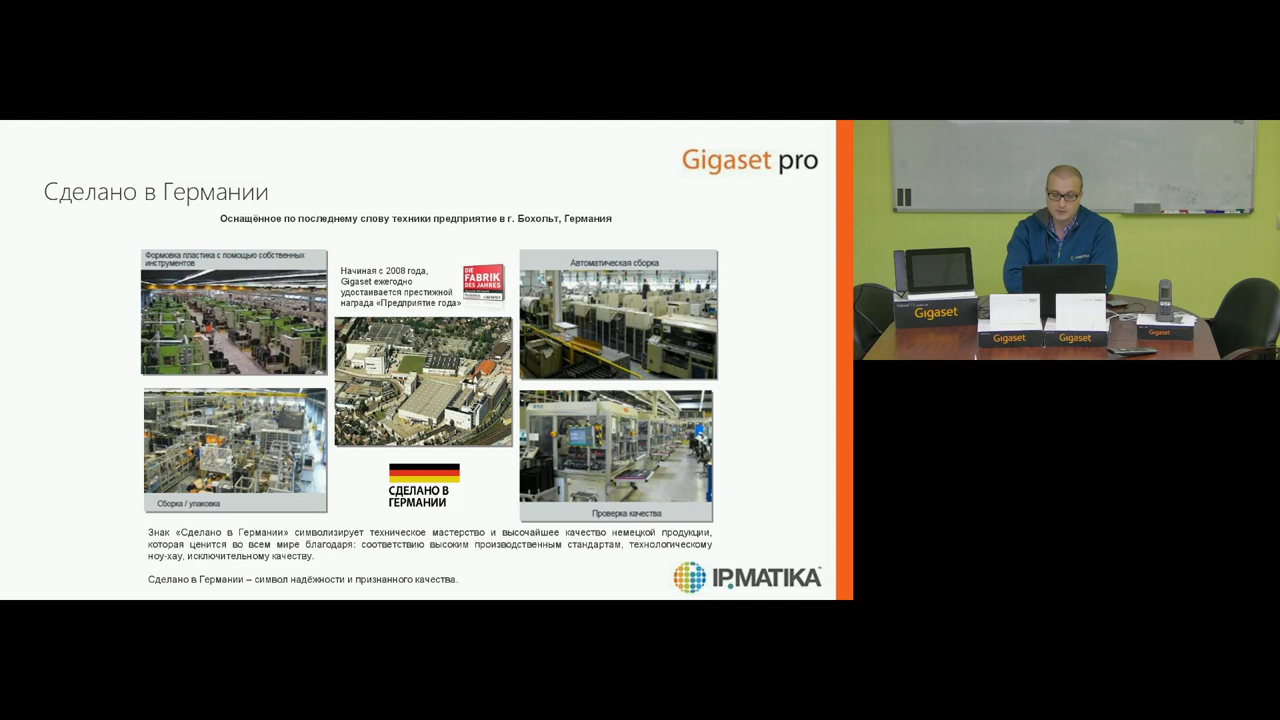 Gigaset pro
Сделано в Германии
Оснащённое по последнему слову техники предприятие в г. Бохольт, Германия
Формовка пластика с помощью собственных
инструментов
Начиная с 2008 года,
Gigaset ежегодно
удостаивается престижной
награда «Предприятие года»
DIE
FABRIK
DES JAHRES
Автоматическая сборка
Сборка / упаковка
СДЕЛАНО В
ГЕРМАНИИ
Проверка качества
Знак «Сделано в Германии» символизирует техническое мастерство и высочайшее качество немецкой продукции,
которая ценится во всем мире благодаря: соответствию высоким производственным стандартам, технологическому
ноу-хау, исключительному качеству.
Сделано в Германии – символ надёжности и признанного качества.
IPMATIKA
Gigaset
Gigaset
Gigaset
Gigaset